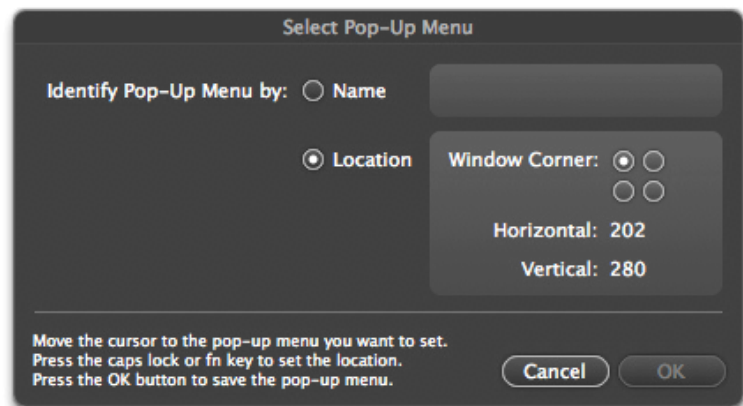 Select Pop-Up Menu
Identify Pop-Up Menu by: Name
Location
Window Corner:
Horizontal: 202
Vertical: 280
Move the cursor to the pop-up menu you want to set.
Press the caps lock or fn key to set the location.
Press the OK button to save the pop-up menu.
Cancel OK